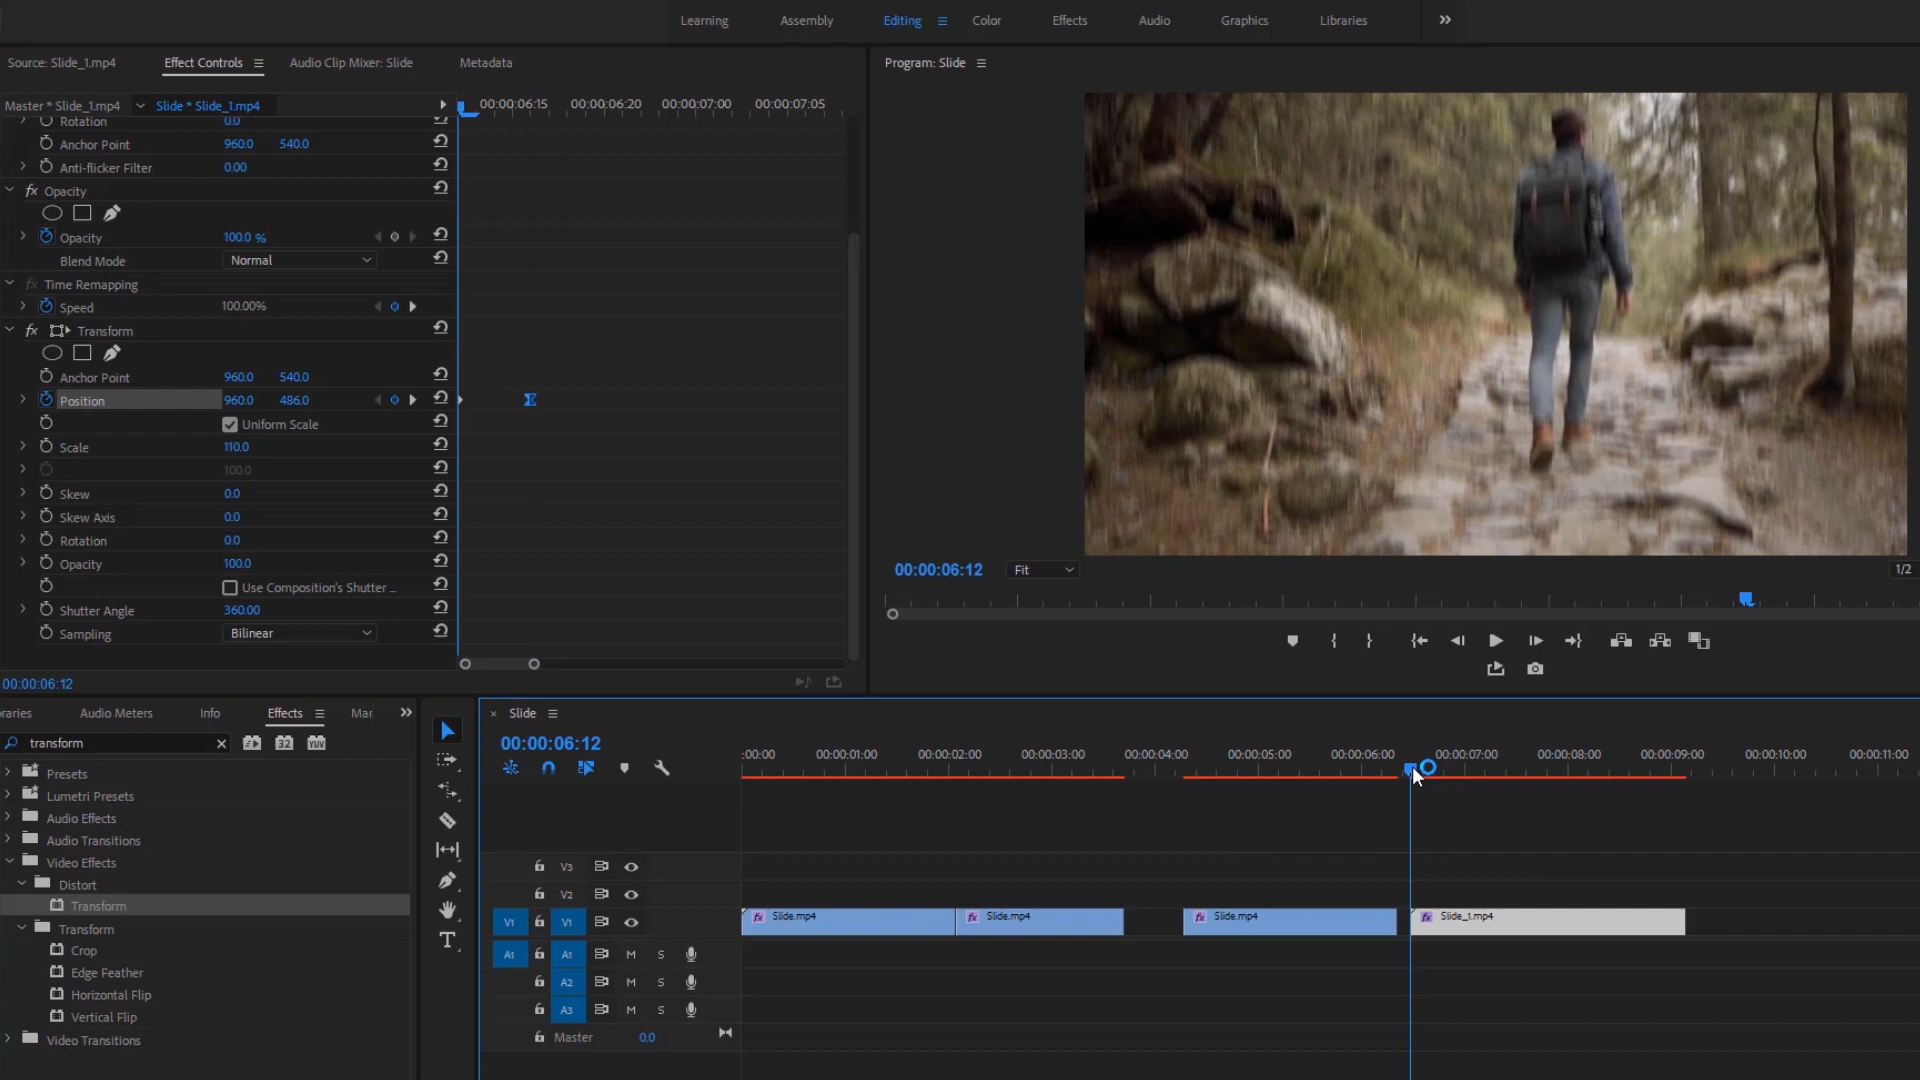 Learning Assembly Editing Color Effects Audio Graphics Libraries
Source: Slide_1.mp4 Effect Controls Audio Clip Mixer: Slide Metadata
Master * Slide_1.mp4 Slide * Slide_1.mp4
00:00:06:15 00:00:06:20 00:00:07:00 00:00:07:05
Rotation 0.0
Anchor Point 960.0 540.0
Anti-flicker Filter 0.00
fx Opacity
Opacity 100.0 %
Blend Mode Normal
fx Time Remapping
Speed 100.00%
fx Transform
Anchor Point 960.0 540.0
Position 960.0 486.0
Uniform Scale
Scale 110.0
100.0
Skew 0.0
Skew Axis 0.0
Rotation 0.0
Opacity 100.0
Use Composition's Shutter ...
Shutter Angle 360.00
Sampling Bilinear
00:00:06:12
Program: Slide
00:00:06:12 Fit 1/2
raries Audio Meters Info Effects Mar
transform 32 YUV
Presets
Lumetri Presets
Audio Effects
Audio Transitions
Video Effects
Distort
Transform
Transform
Crop
Edge Feather
Horizontal Flip
Vertical Flip
Video Transitions
× Slide
00:00:06:12
:00:00 00:00:01:00 00:00:02:00 00:00:03:00 00:00:04:00 00:00:05:00 00:00:06:00 00:00:07:00 00:00:08:00 00:00:09:00 00:00:10:00 00:00:11:00
V3
V2
V1 V1 fx Slide.mp4 fx Slide.mp4 fx Slide.mp4 fx Slide_1.mp4
A1 A1 M S
A2 M S
A3 M S
Master 0.0